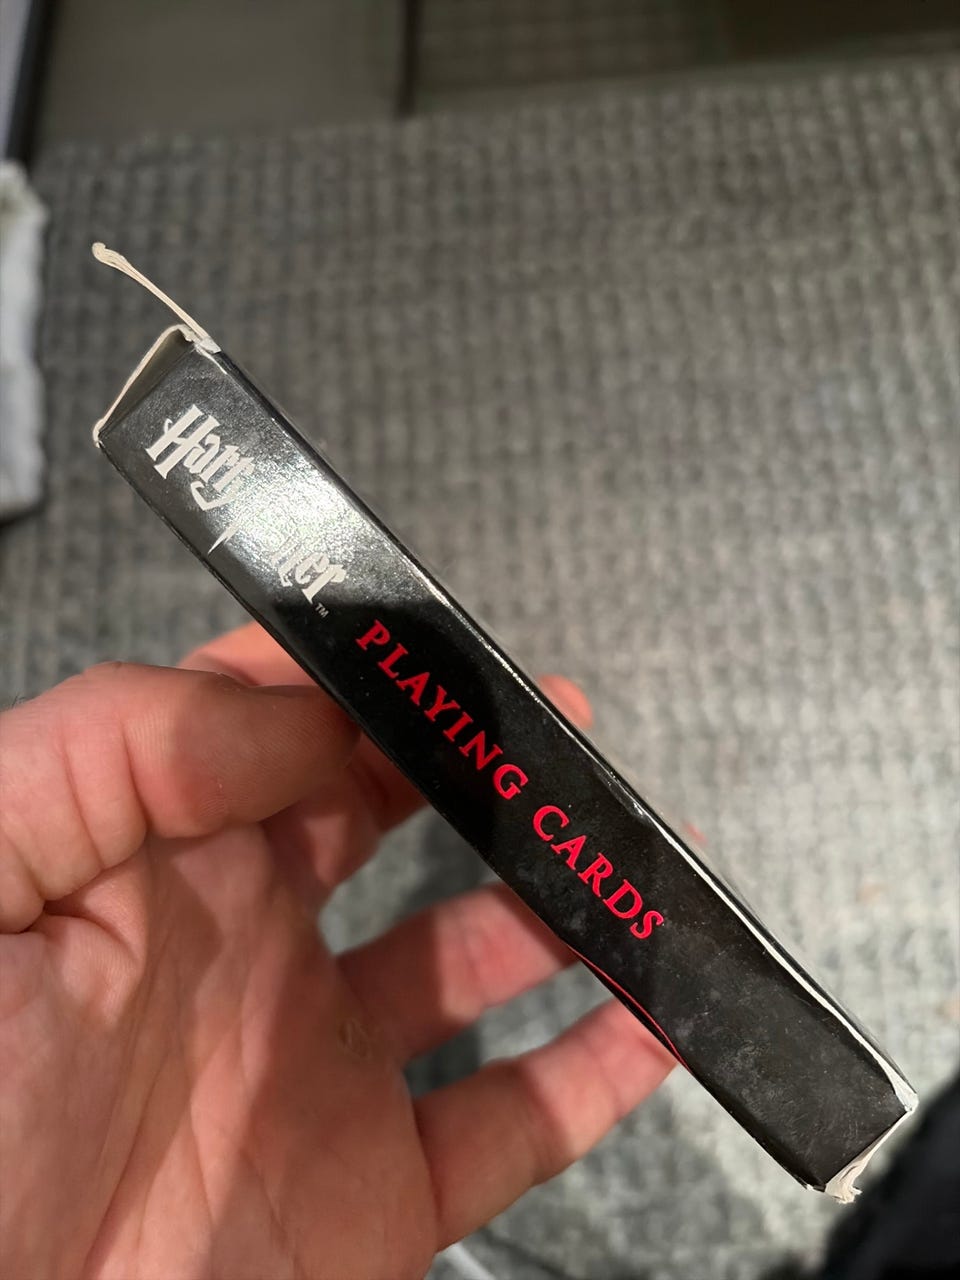 Harry Potter™
PLAYING CARDS